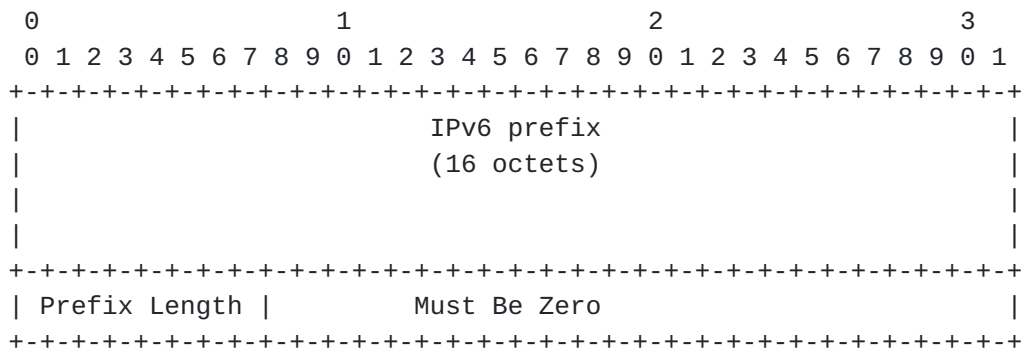 0                   1                   2                   3
 0 1 2 3 4 5 6 7 8 9 0 1 2 3 4 5 6 7 8 9 0 1 2 3 4 5 6 7 8 9 0 1
+-+-+-+-+-+-+-+-+-+-+-+-+-+-+-+-+-+-+-+-+-+-+-+-+-+-+-+-+-+-+-+-+
|                          IPv6 prefix                          |
|                          (16 octets)                          |
|                                                               |
|                                                               |
+-+-+-+-+-+-+-+-+-+-+-+-+-+-+-+-+-+-+-+-+-+-+-+-+-+-+-+-+-+-+-+-+
| Prefix Length |         Must Be Zero                          |
+-+-+-+-+-+-+-+-+-+-+-+-+-+-+-+-+-+-+-+-+-+-+-+-+-+-+-+-+-+-+-+-+